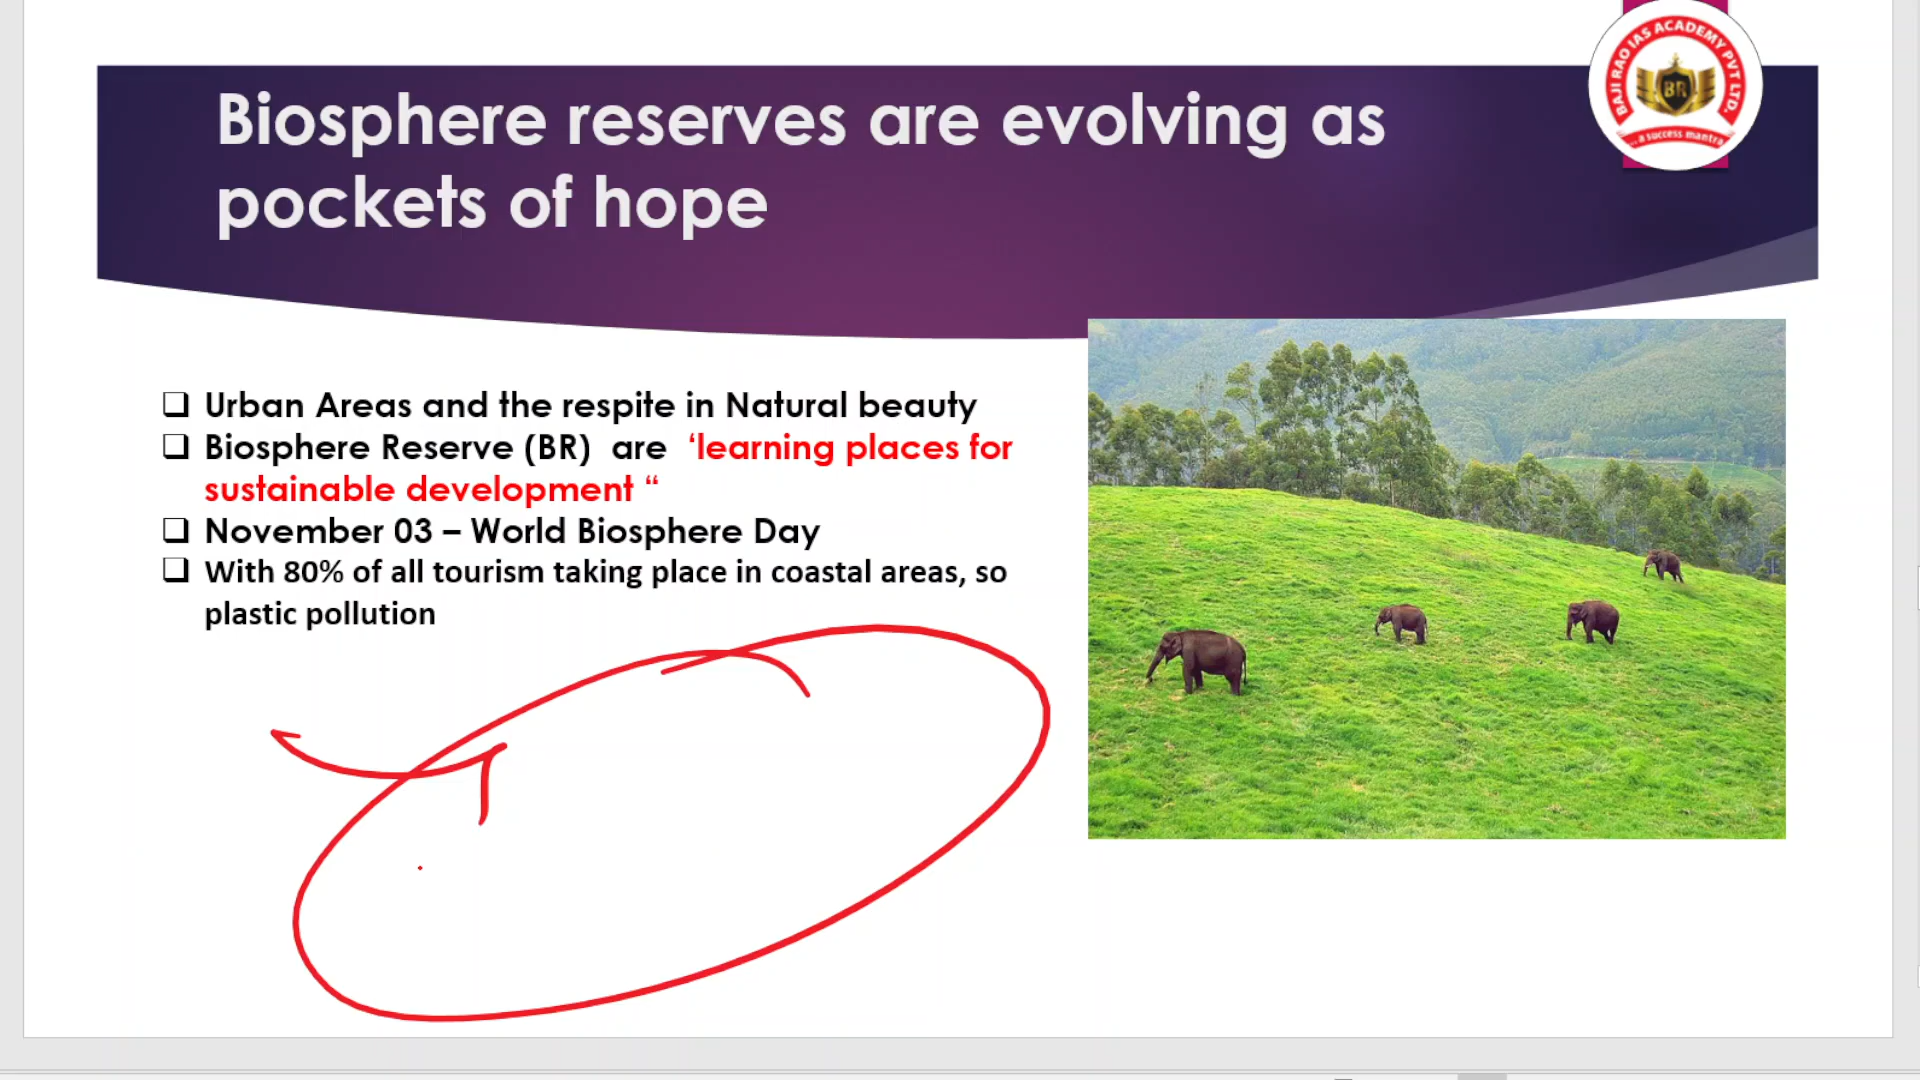 BAJI RAO IAS ACADEMY PVT LTD.
BR
... a success mantra
Biosphere reserves are evolving as
pockets of hope
❑ Urban Areas and the respite in Natural beauty
❑ Biosphere Reserve (BR) are ‘learning places for
sustainable development “
❑ November 03 – World Biosphere Day
❑ With 80% of all tourism taking place in coastal areas, so
plastic pollution